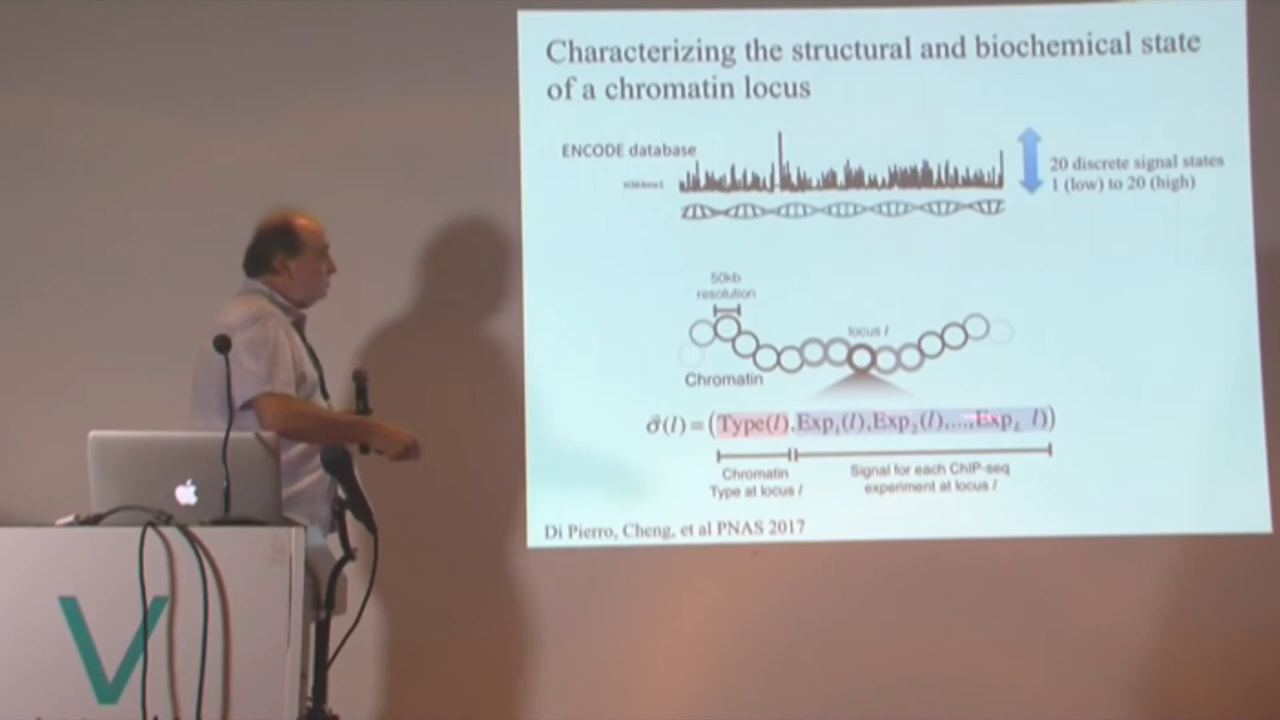 Characterizing the structural and biochemical state
of a chromatin locus
ENCODE database
20 discrete signal states
1 (low) to 20 (high)
50kb
resolution
locus l
Chromatin
σ⃗(l)=(Type(l),Exp₁(l),Exp₂(l),...,Exp l))
Chromatin
Type at locus l
Signal for each ChIP-seq
experiment at locus l
Di Pierro, Cheng, et al PNAS 2017
V